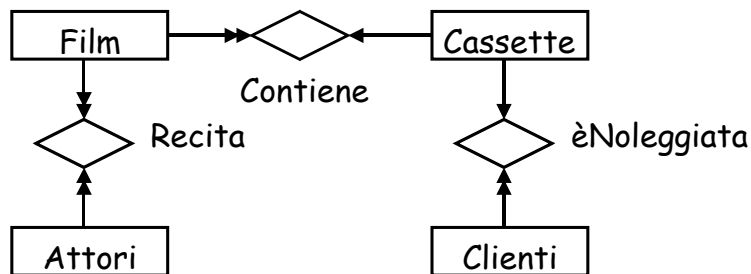 Film
Cassette
Contiene
Recita
èNoleggiata
Attori
Clienti